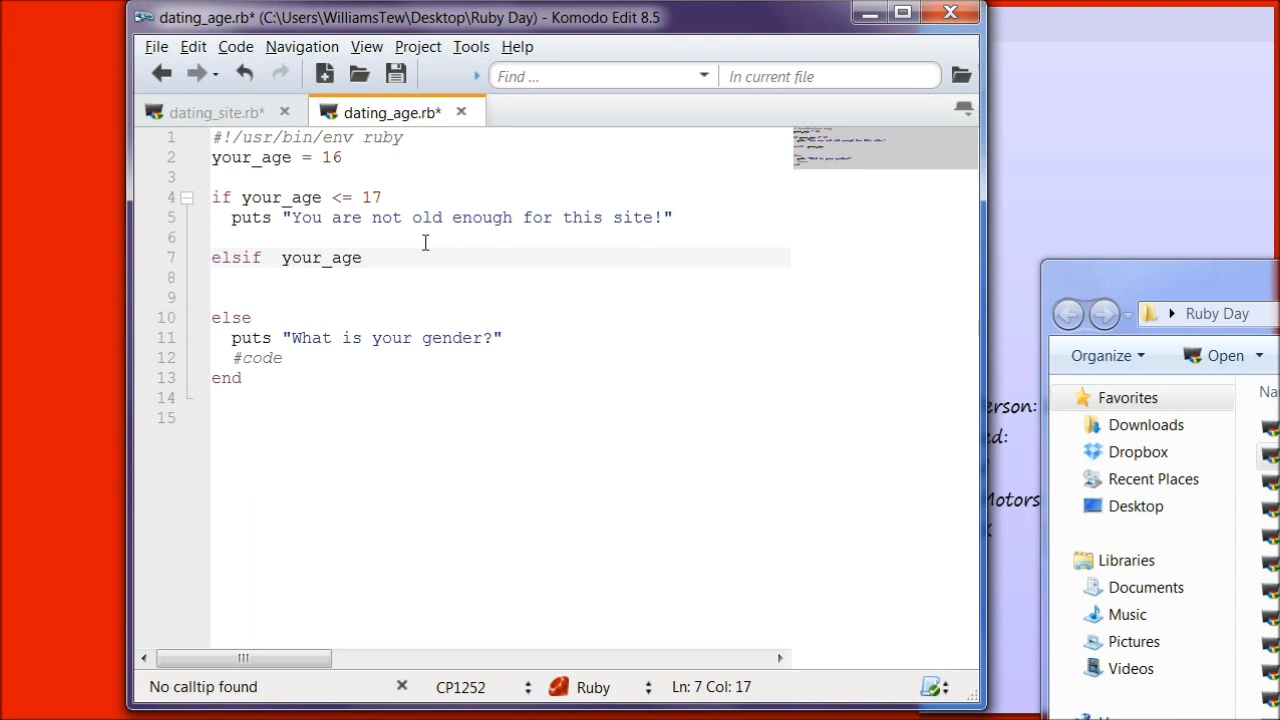 dating_age.rb* (C:\Users\WilliamsTew\Desktop\Ruby Day) - Komodo Edit 8.5
File Edit Code Navigation View Project Tools Help
Find ... In current file
dating_site.rb* dating_age.rb*
1 #!/usr/bin/env ruby
2 your_age = 16
3
4 if your_age <= 17
5 puts "You are not old enough for this site!"
6
7 elsif your_age
8
9
10 else
11 puts "What is your gender?"
12 #code
13 end
14
15
No calltip found CP1252 Ruby Ln: 7 Col: 17
Ruby Day
Organize Open
Favorites
Downloads
Dropbox
Recent Places
Desktop
Libraries
Documents
Music
Pictures
Videos
erson:
ed:
Motors
Na